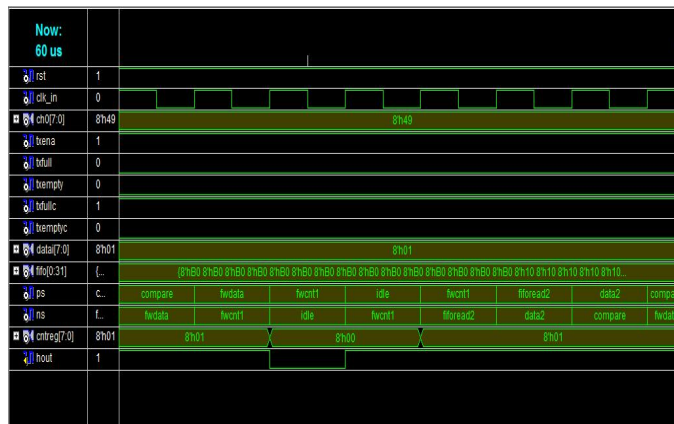 Now:
60 us
rst 1
clk_in 0
ch0[7:0] 8'h49 8'h49
txena 1
txfull 0
txempty 0
txfullc 1
txemptyc 0
datai[7:0] 8'h01 8'h01
fifo[0:31] {... {8'hB0 8'hB0 8'hB0 8'hB0 8'hB0 8'hB0 8'hB0 8'hB0 8'hB0 8'hB0 8'hB0 8'hB0 8'hB0 8'hB0 8'hB0 8'h10 8'h10 8'h10 8'h10 8'h10...
ps c... compare fwdata fwcnt1 idle fwcnt1 fiforead2 data2 compa
ns f... fwdata fwcnt1 idle fwcnt1 fiforead2 data2 compare fwdat
cntreg[7:0] 8'h01 8'h01 8'h00 8'h01
hout 1